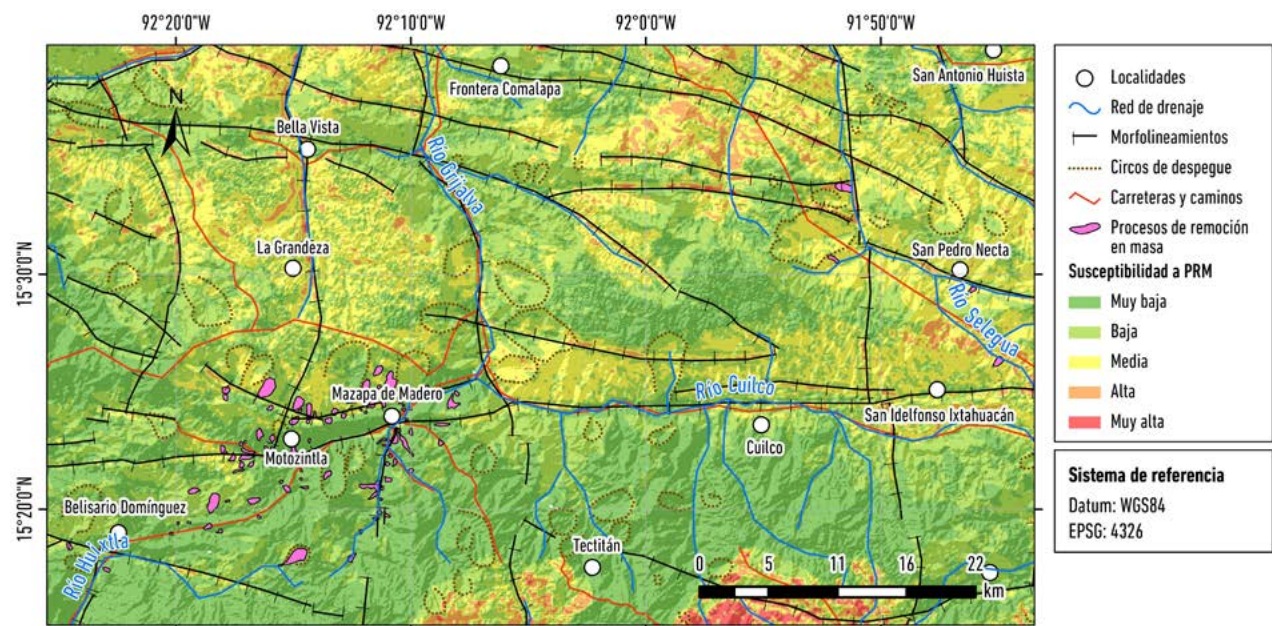 92°20'0"W
92°10'0"W
92°0'0"W
91°50'0"W
15°30'0"N
15°20'0"N
N
Frontera Comalapa
San Antonio Huista
Bella Vista
Río Grijalva
La Grandeza
San Pedro Necta
Río Selegua
Mazapa de Madero
Río Cuilco
San Idelfonso Ixtahuacán
Cuilco
Motozintla
Belisario Domínguez
Río Huixtla
Tectitán
0 5 11 16 22
km
Localidades
Red de drenaje
Morfolineamientos
Circos de despegue
Carreteras y caminos
Procesos de remoción
en masa
Susceptibilidad a PRM
Muy baja
Baja
Media
Alta
Muy alta
Sistema de referencia
Datum: WGS84
EPSG: 4326